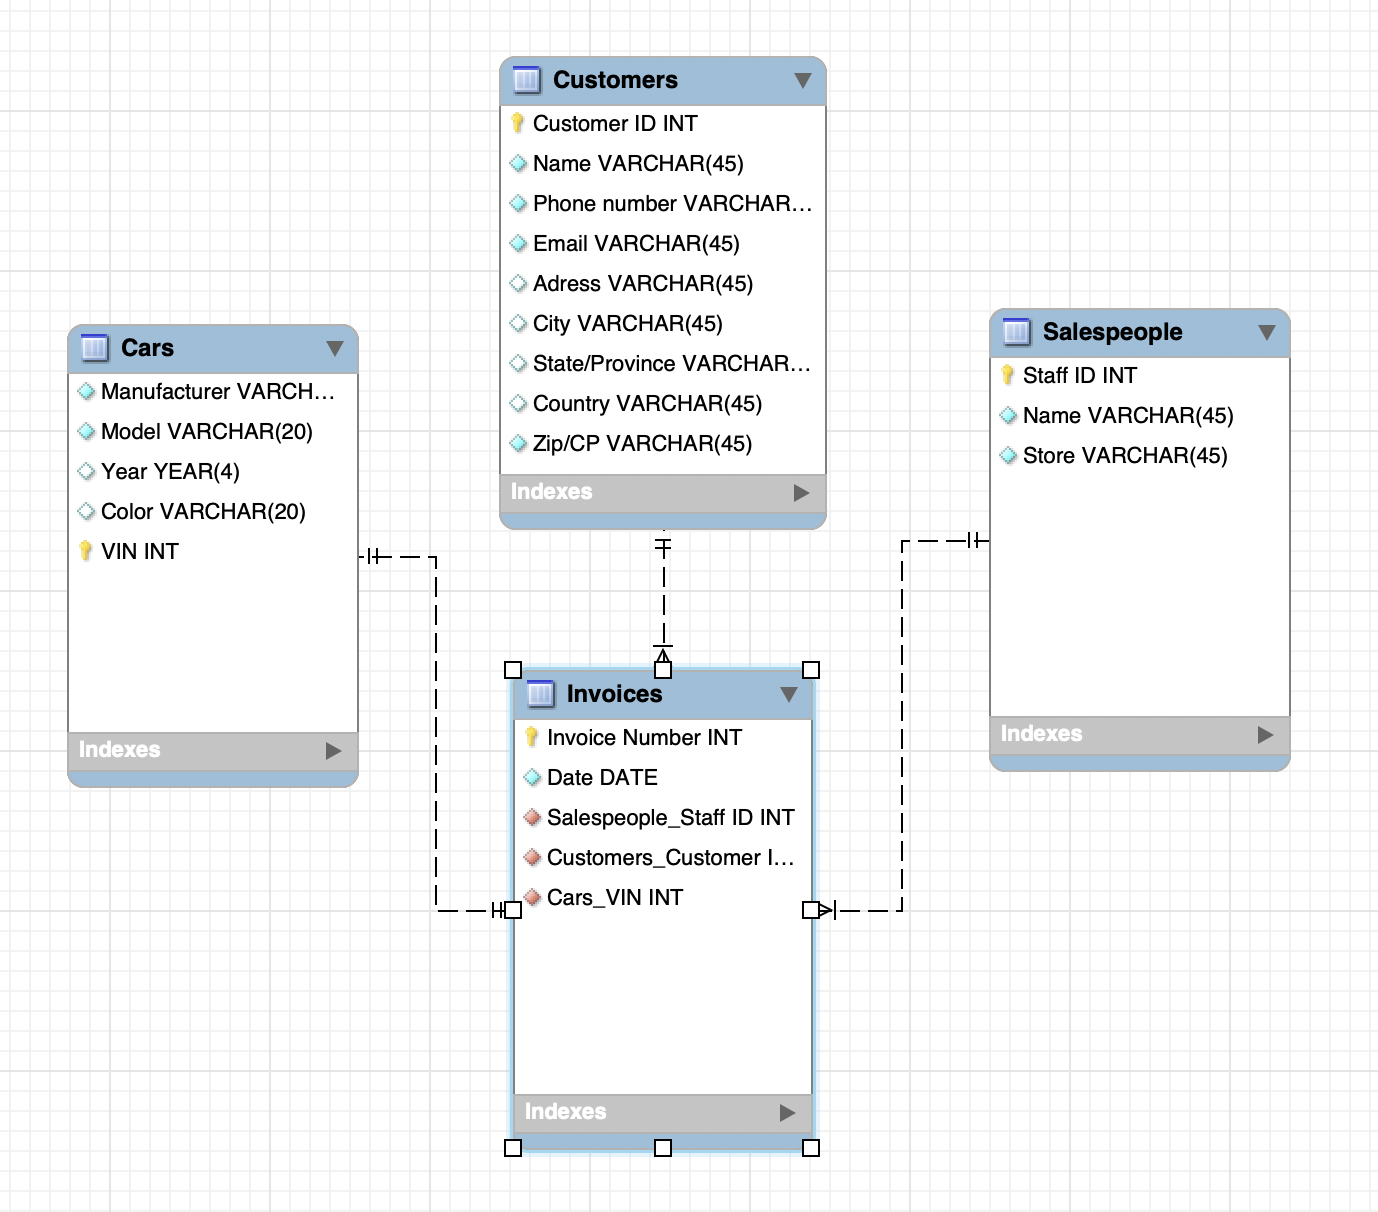 Customers
Customer ID INT
Name VARCHAR(45)
Phone number VARCHAR...
Email VARCHAR(45)
Adress VARCHAR(45)
City VARCHAR(45)
State/Province VARCHAR...
Country VARCHAR(45)
Zip/CP VARCHAR(45)
Indexes
Cars
Manufacturer VARCH...
Model VARCHAR(20)
Year YEAR(4)
Color VARCHAR(20)
VIN INT
Indexes
Salespeople
Staff ID INT
Name VARCHAR(45)
Store VARCHAR(45)
Indexes
Invoices
Invoice Number INT
Date DATE
Salespeople_Staff ID INT
Customers_Customer I...
Cars_VIN INT
Indexes